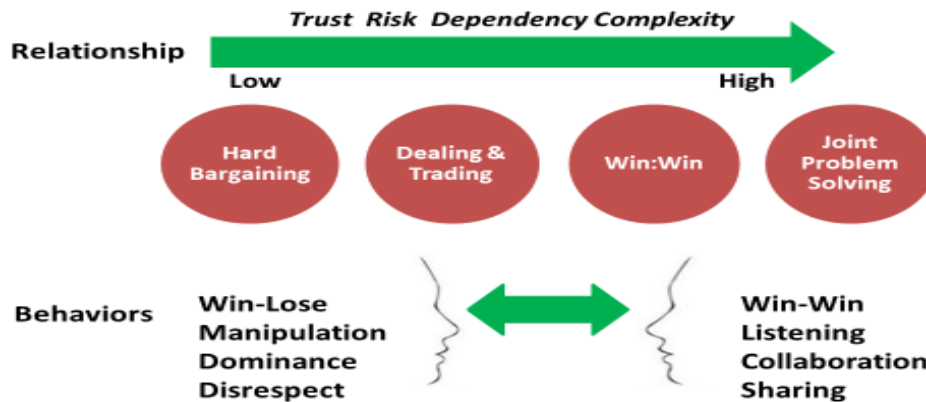 Trust Risk Dependency Complexity
Relationship
Low
High
Hard
Bargaining
Dealing &
Trading
Win:Win
Joint
Problem
Solving
Behaviors
Win-Lose
Manipulation
Dominance
Disrespect
Win-Win
Listening
Collaboration
Sharing